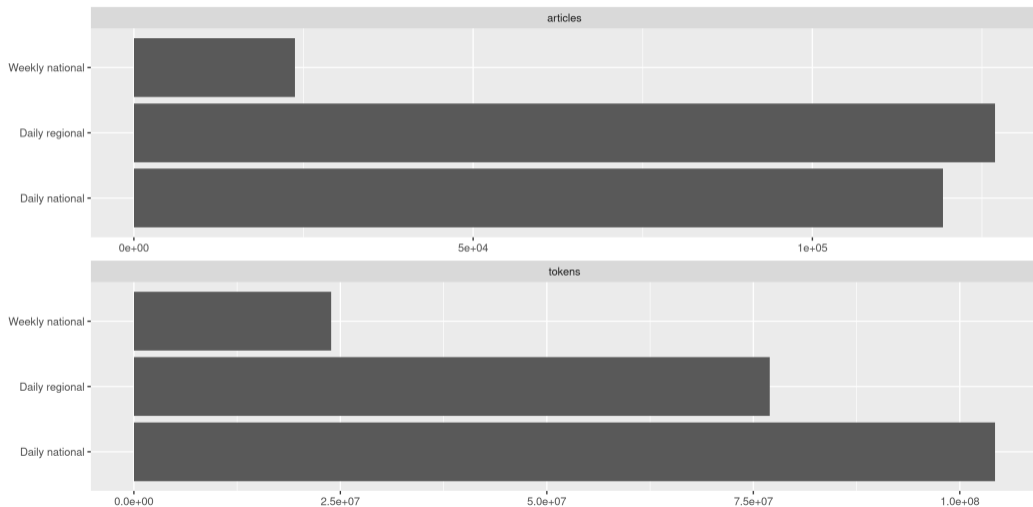 articles
Weekly national
Daily regional
Daily national
0e+00 5e+04 1e+05
tokens
Weekly national
Daily regional
Daily national
0.0e+00 2.5e+07 5.0e+07 7.5e+07 1.0e+08